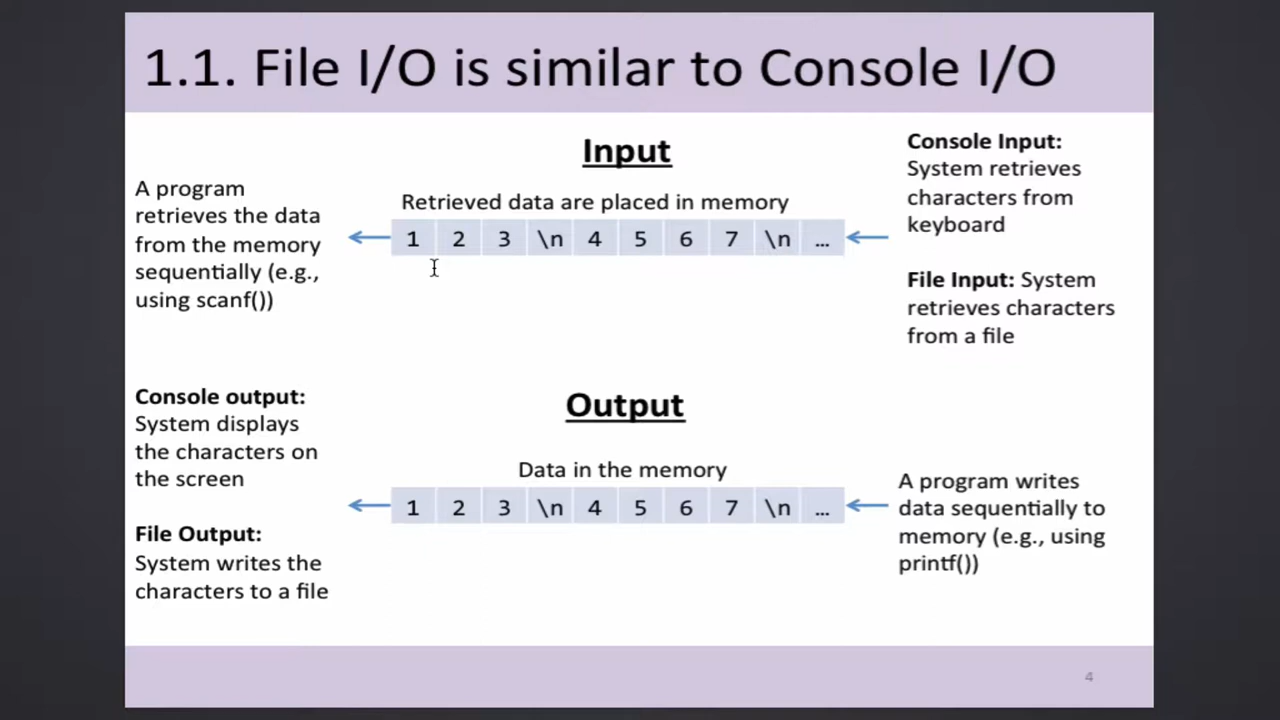 1.1. File I/O is similar to Console I/O
Input
A program
retrieves the data
from the memory
sequentially (e.g.,
using scanf())
Retrieved data are placed in memory
1 2 3 \n 4 5 6 7 \n ...
Console Input:
System retrieves
characters from
keyboard
File Input: System
retrieves characters
from a file
Output
Console output:
System displays
the characters on
the screen
File Output:
System writes the
characters to a file
Data in the memory
1 2 3 \n 4 5 6 7 \n ...
A program writes
data sequentially to
memory (e.g., using
printf())
4